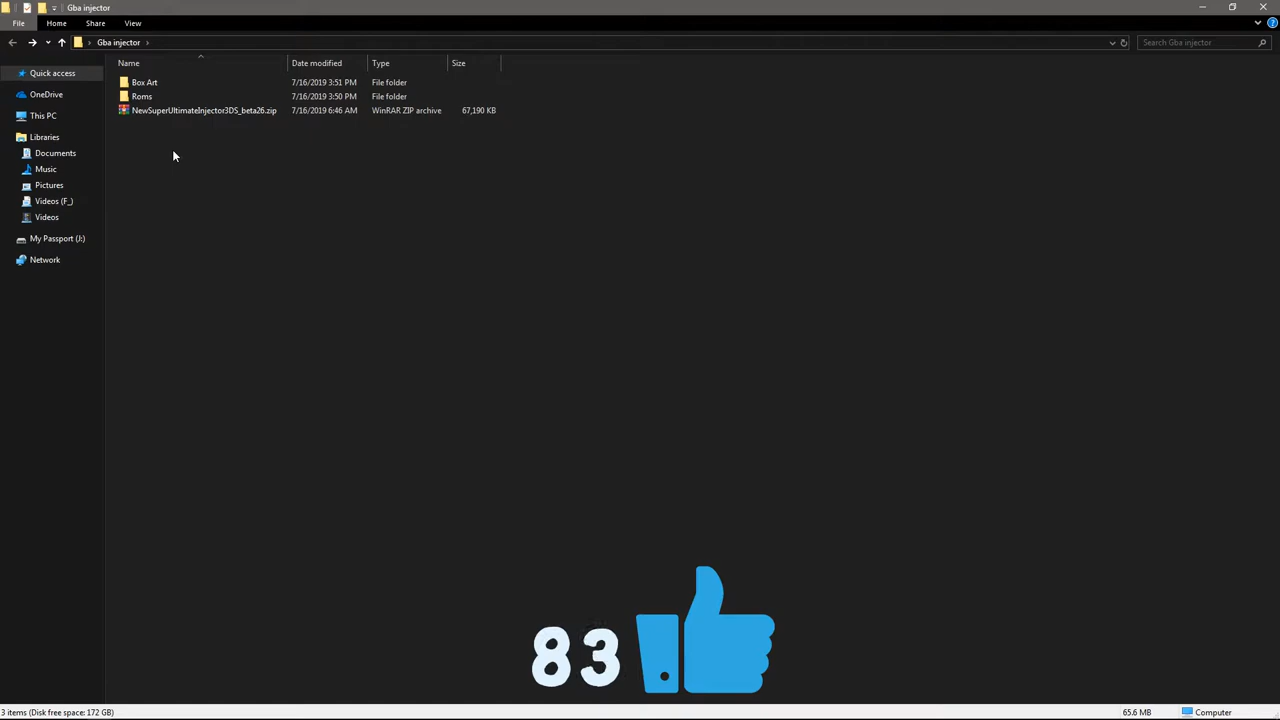 Gba injector
File Home Share View
Gba injector Search Gba injector
Name Date modified Type Size
Quick access
Box Art 7/16/2019 3:51 PM File folder
OneDrive
Roms 7/16/2019 3:50 PM File folder
This PC
NewSuperUltimateInjector3DS_beta26.zip 7/16/2019 6:46 AM WinRAR ZIP archive 67,190 KB
Libraries
Documents
Music
Pictures
Videos (F_)
Videos
My Passport (J:)
Network
83
3 items (Disk free space: 172 GB) 65.6 MB Computer